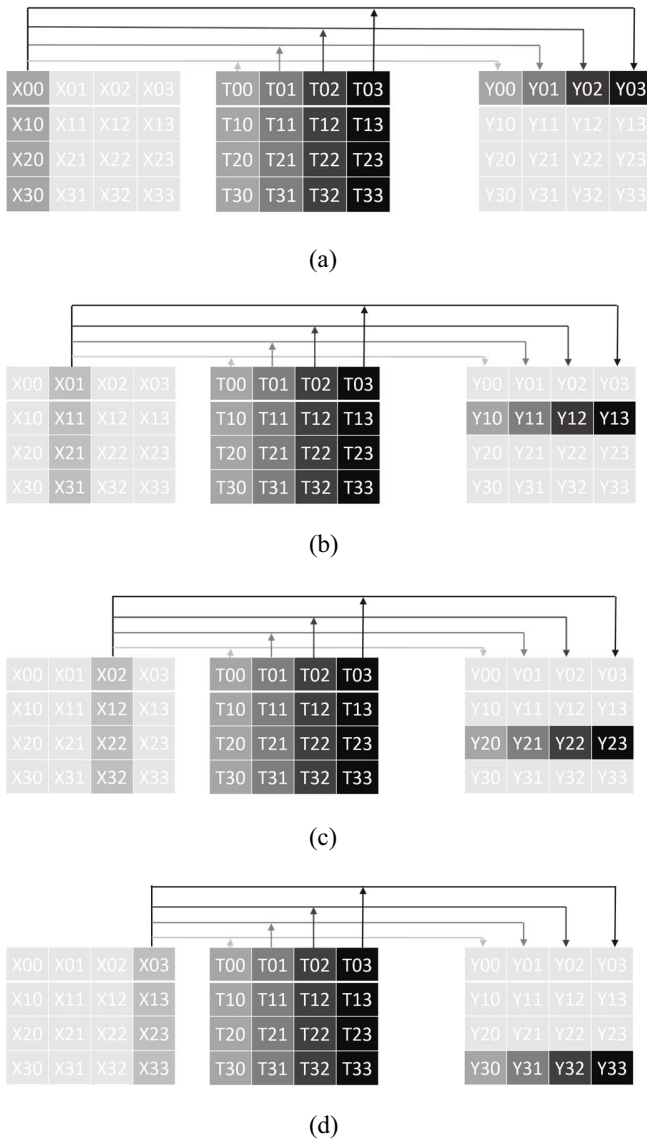 X00 X01 X02 X03 T00 T01 T02 T03 Y00 Y01 Y02 Y03
X10 X11 X12 X13 T10 T11 T12 T13 Y10 Y11 Y12 Y13
X20 X21 X22 X23 T20 T21 T22 T23 Y20 Y21 Y22 Y23
X30 X31 X32 X33 T30 T31 T32 T33 Y30 Y31 Y32 Y33
(a)
X00 X01 X02 X03 T00 T01 T02 T03 Y00 Y01 Y02 Y03
X10 X11 X12 X13 T10 T11 T12 T13 Y10 Y11 Y12 Y13
X20 X21 X22 X23 T20 T21 T22 T23 Y20 Y21 Y22 Y23
X30 X31 X32 X33 T30 T31 T32 T33 Y30 Y31 Y32 Y33
(b)
X00 X01 X02 X03 T00 T01 T02 T03 Y00 Y01 Y02 Y03
X10 X11 X12 X13 T10 T11 T12 T13 Y10 Y11 Y12 Y13
X20 X21 X22 X23 T20 T21 T22 T23 Y20 Y21 Y22 Y23
X30 X31 X32 X33 T30 T31 T32 T33 Y30 Y31 Y32 Y33
(c)
X00 X01 X02 X03 T00 T01 T02 T03 Y00 Y01 Y02 Y03
X10 X11 X12 X13 T10 T11 T12 T13 Y10 Y11 Y12 Y13
X20 X21 X22 X23 T20 T21 T22 T23 Y20 Y21 Y22 Y23
X30 X31 X32 X33 T30 T31 T32 T33 Y30 Y31 Y32 Y33
(d)